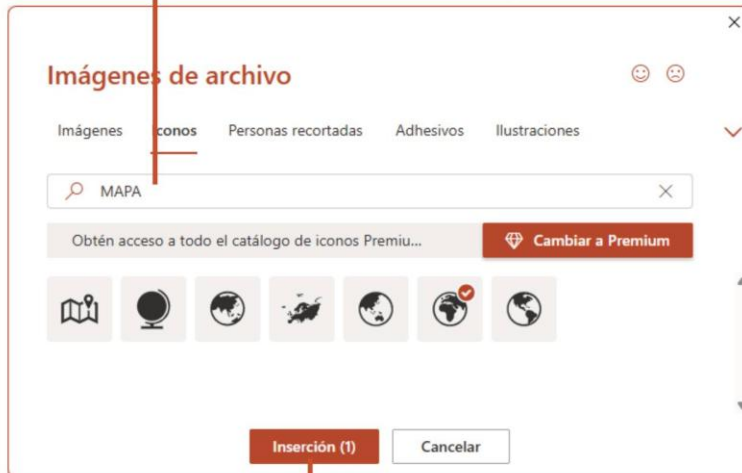 Imágenes de archivo
Imágenes Iconos Personas recortadas Adhesivos Ilustraciones
MAPA
Obtén acceso a todo el catálogo de iconos Premiu... Cambiar a Premium
Inserción (1) Cancelar